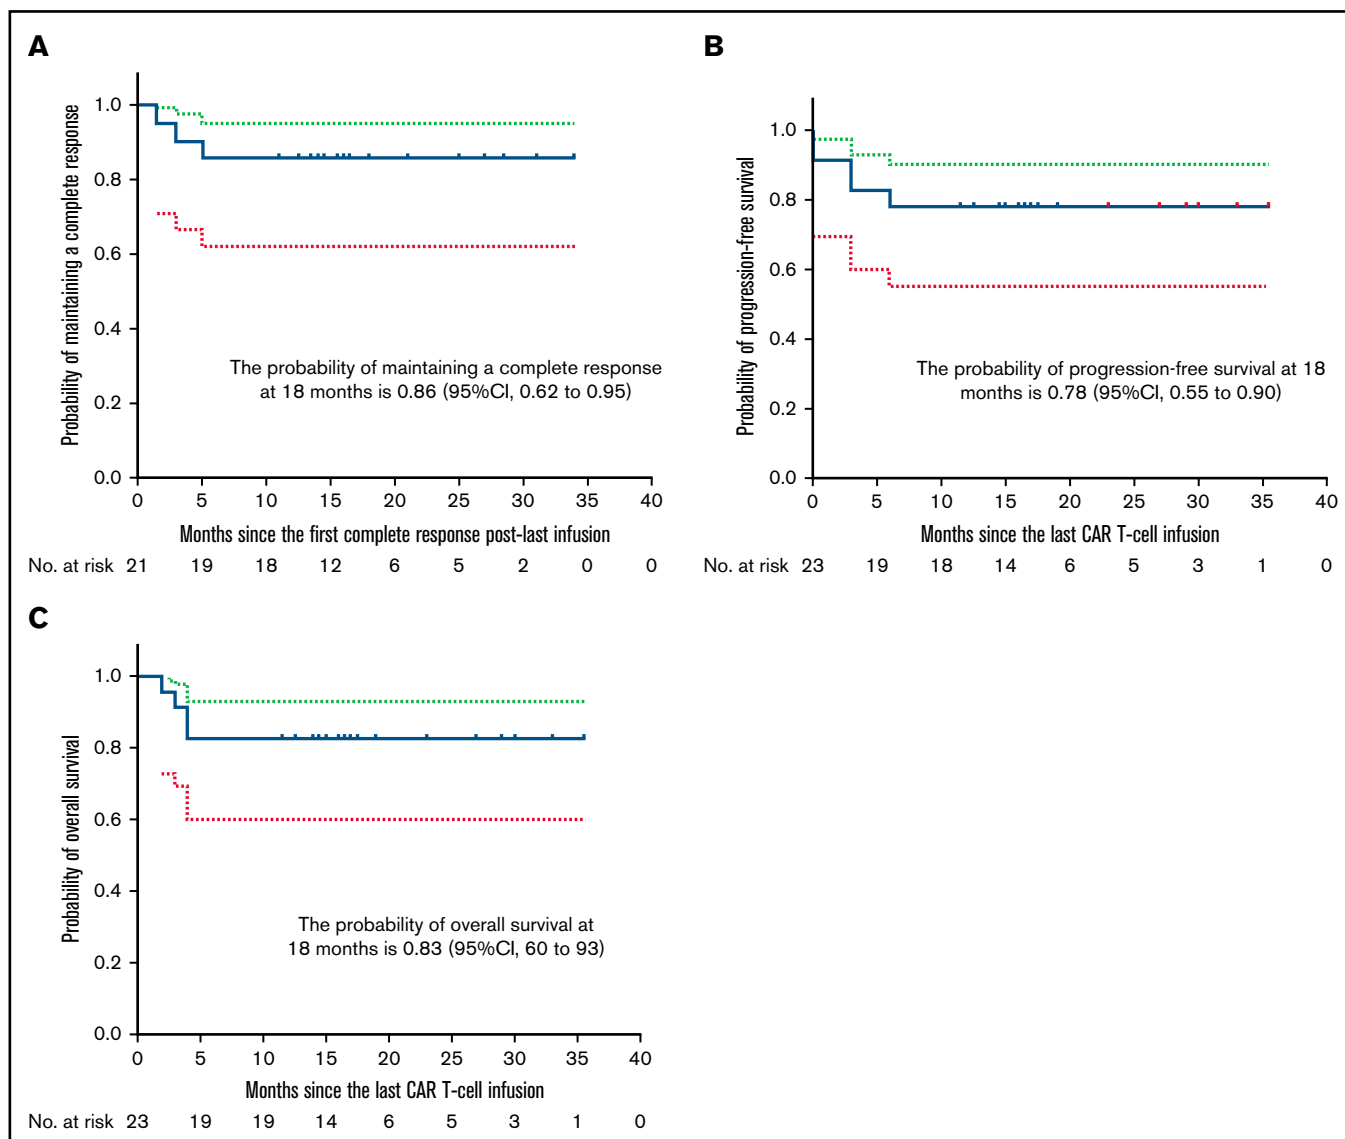 A
Probability of maintaining a complete response
1.0
0.8
0.6
0.4
0.2
0.0
The probability of maintaining a complete response
at 18 months is 0.86 (95%CI, 0.62 to 0.95)
0 5 10 15 20 25 30 35 40
Months since the first complete response post-last infusion
No. at risk 21 19 18 12 6 5 2 0 0
B
Probability of progression-free survival
1.0
0.8
0.6
0.4
0.2
0.0
The probability of progression-free survival at 18
months is 0.78 (95%CI, 0.55 to 0.90)
0 5 10 15 20 25 30 35 40
Months since the last CAR T-cell infusion
No. at risk 23 19 18 14 6 5 3 1 0
C
Probability of overall survival
1.0
0.8
0.6
0.4
0.2
0.0
The probability of overall survival at
18 months is 0.83 (95%CI, 60 to 93)
0 5 10 15 20 25 30 35 40
Months since the last CAR T-cell infusion
No. at risk 23 19 19 14 6 5 3 1 0